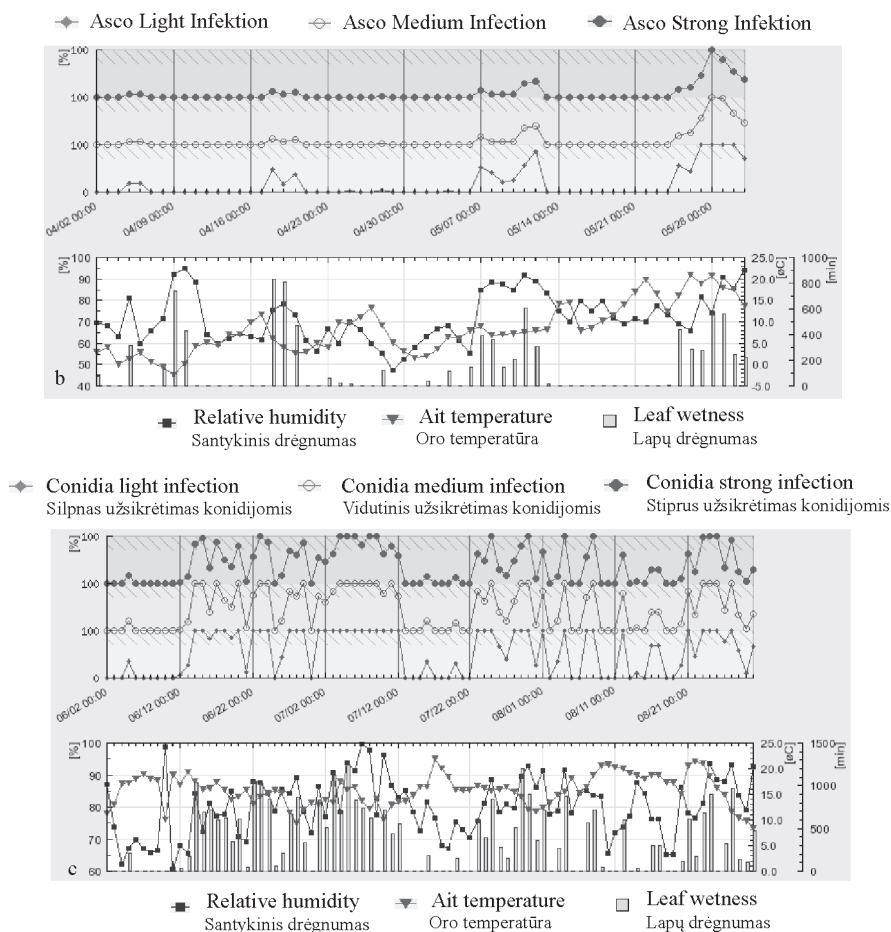 Asco Light Infektion Asco Medium Infection Asco Strong Infektion
[%]
100
100
100
0
04/02 00:00 04/09 00:00 04/16 00:00 04/23 00:00 04/30 00:00 05/07 00:00 05/14 00:00 05/21 00:00 05/28 00:00
[%] 100 25.0 [øC] 1000 [min]
90 20.0 800
80 15.0
70 10.0 600
60 5.0 400
50 0.0 200
b 40 -5.0 0
Relative humidity Ait temperature Leaf wetness
Santykinis drėgnumas Oro temperatūra Lapų drėgnumas
Conidia light infection Conidia medium infection Conidia strong infection
Silpnas užsikrėtimas konidijomis Vidutinis užsikrėtimas konidijomis Stiprus užsikrėtimas konidijomis
[%]
100
100
100
0
06/02 00:00 06/12 00:00 06/22 00:00 07/02 00:00 07/12 00:00 07/22 00:00 08/01 00:00 08/11 00:00 08/21 00:00
[%] 100 25.0 [øC] 1500 [min]
90 20.0
80 15.0 1000
70 10.0
5.0 500
c 60 0.0 0
Relative humidity Ait temperature Leaf wetness
Santykinis drėgnumas Oro temperatūra Lapų drėgnumas